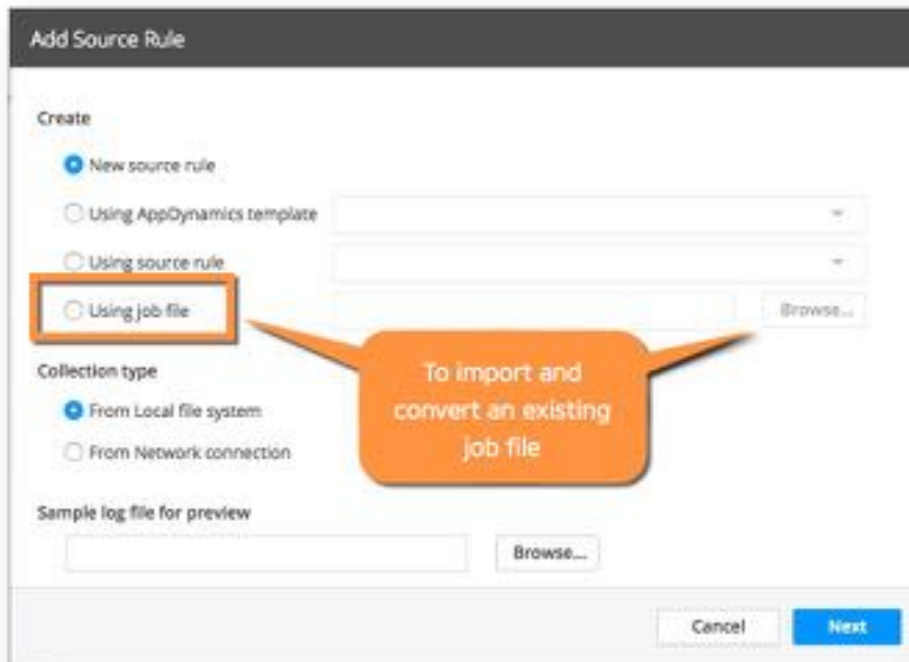 Add Source Rule
Create
New source rule
Using AppDynamics template
Using source rule
Using job file
Browse...
To import and
convert an existing
job file
Collection type
From Local file system
From Network connection
Sample log file for preview
Browse...
Cancel
Next